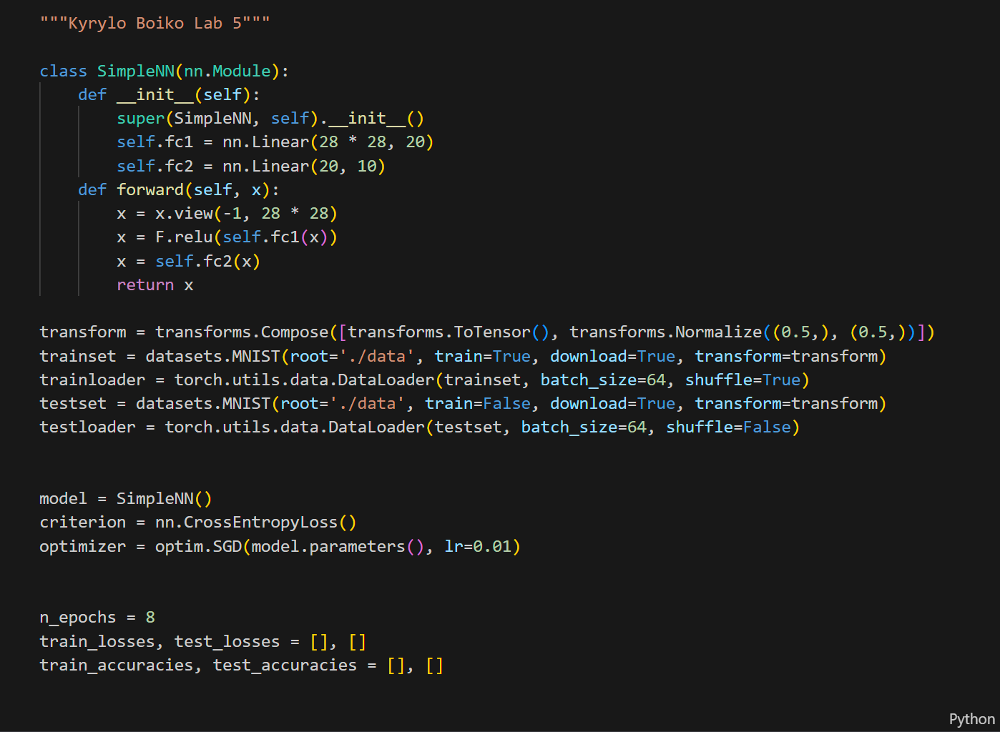 """Kyrylo Boiko Lab 5"""
class SimpleNN(nn.Module):
    def __init__(self):
        super(SimpleNN, self).__init__()
        self.fc1 = nn.Linear(28 * 28, 20)
        self.fc2 = nn.Linear(20, 10)
    def forward(self, x):
        x = x.view(-1, 28 * 28)
        x = F.relu(self.fc1(x))
        x = self.fc2(x)
        return x
transform = transforms.Compose([transforms.ToTensor(), transforms.Normalize((0.5,), (0.5,))])
trainset = datasets.MNIST(root='./data', train=True, download=True, transform=transform)
trainloader = torch.utils.data.DataLoader(trainset, batch_size=64, shuffle=True)
testset = datasets.MNIST(root='./data', train=False, download=True, transform=transform)
testloader = torch.utils.data.DataLoader(testset, batch_size=64, shuffle=False)
model = SimpleNN()
criterion = nn.CrossEntropyLoss()
optimizer = optim.SGD(model.parameters(), lr=0.01)
n_epochs = 8
train_losses, test_losses = [], []
train_accuracies, test_accuracies = [], []
Python